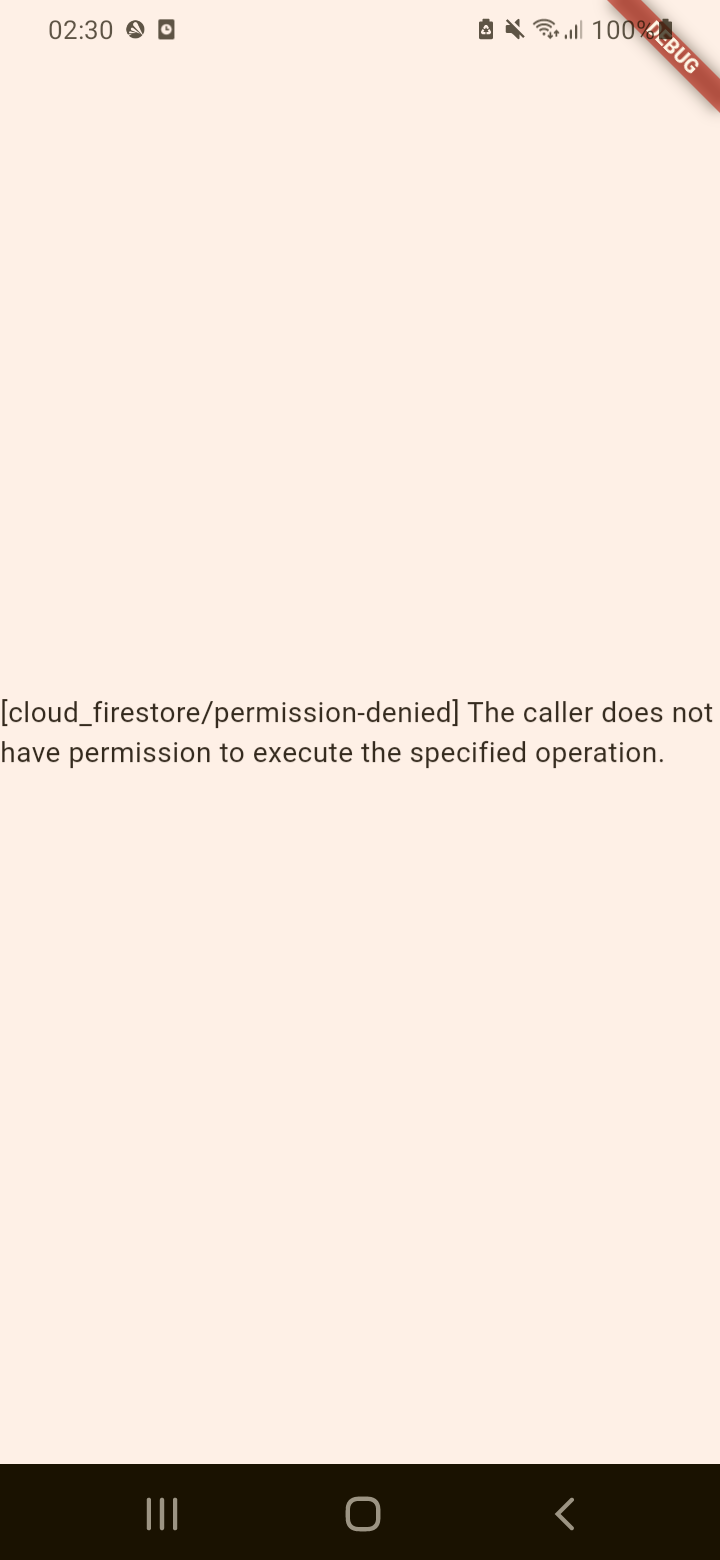 02:30
100%
DEBUG
[cloud_firestore/permission-denied] The caller does not
have permission to execute the specified operation.